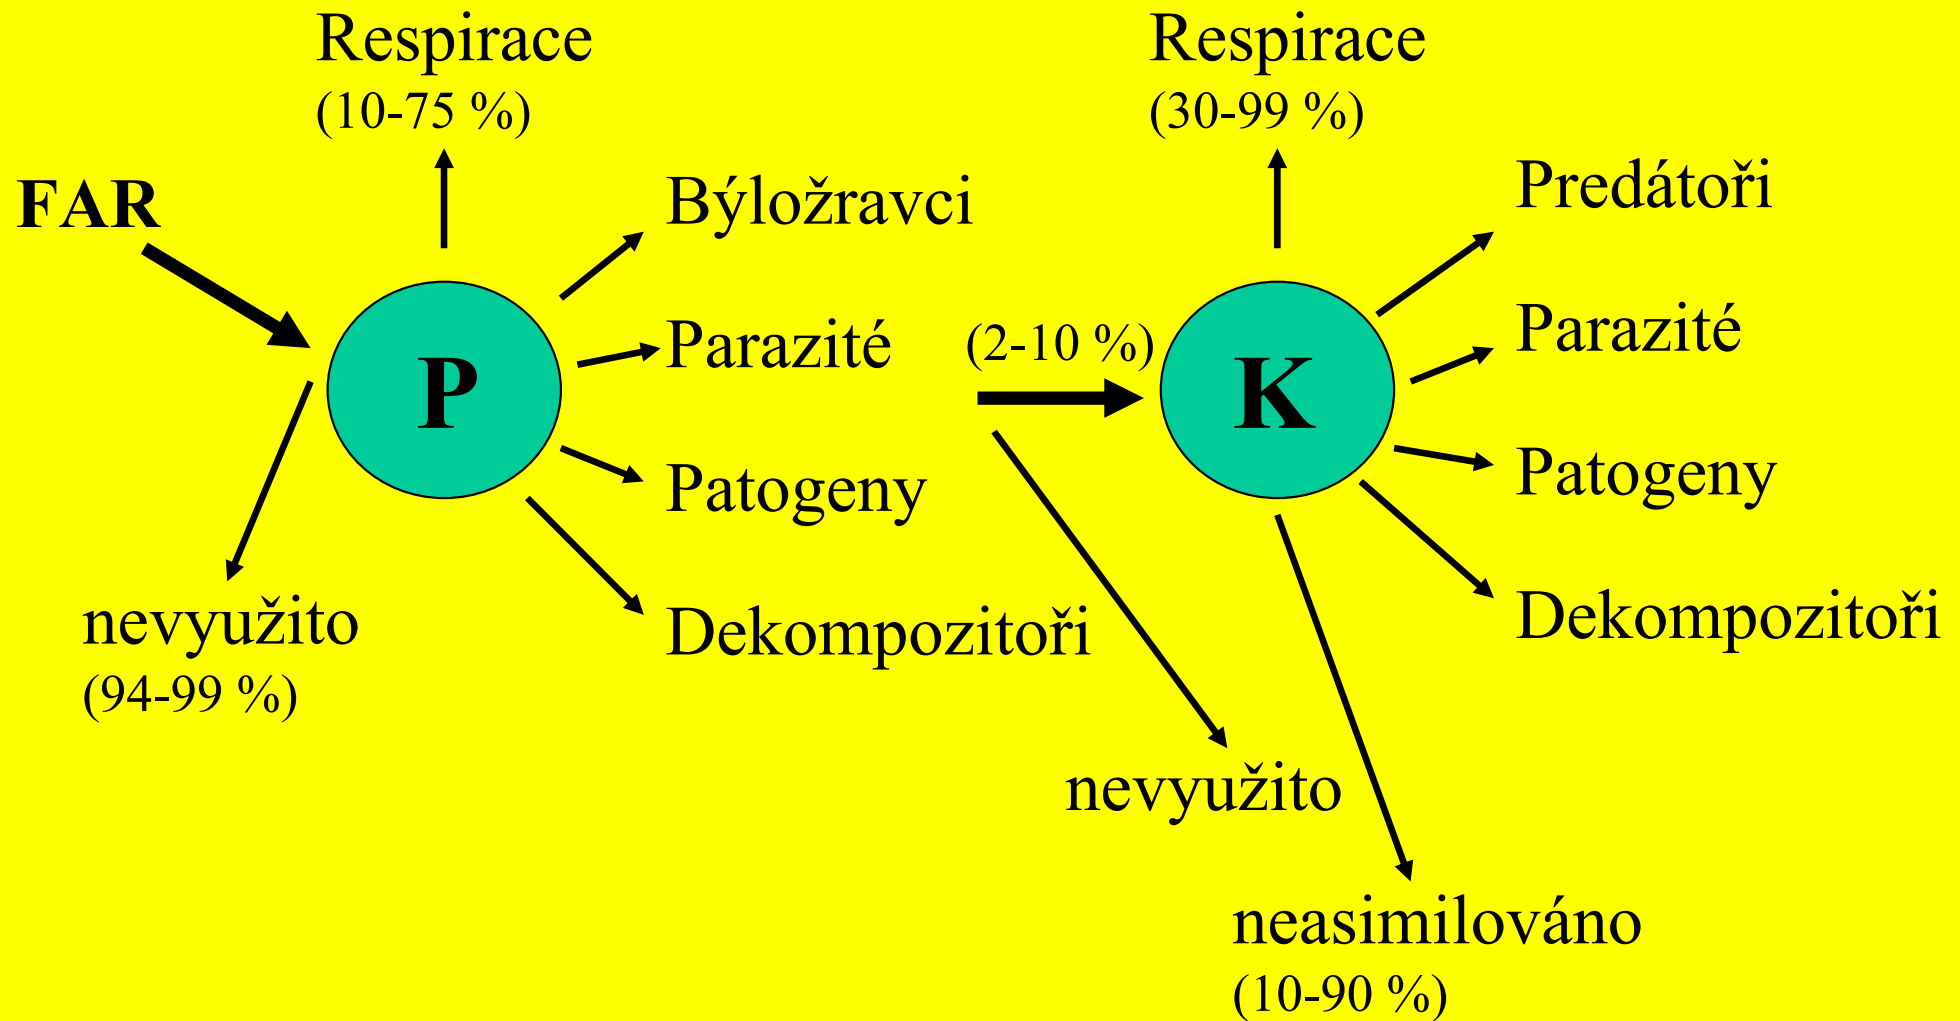 Respirace
(10-75 %)
FAR
Býložravci
Parazité
P
Patogeny
Dekompozitoři
nevyužito
(94-99 %)
(2-10 %)
Respirace
(30-99 %)
K
Predátoři
Parazité
Patogeny
Dekompozitoři
nevyužito
neasimilováno
(10-90 %)